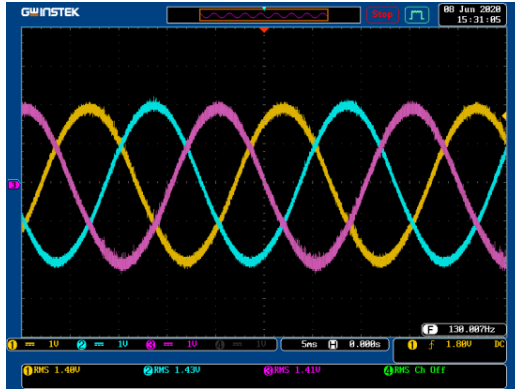 GWINSTEK
Stop
08 Jun 2020
15:31:05
3
F 130.007Hz
1 1V 2 1V 3 1V 4 1V 5ms H 0.000s 1 f 1.80V DC
1 RMS 1.40V 2 RMS 1.43V 3 RMS 1.41V 4 RMS Ch Off